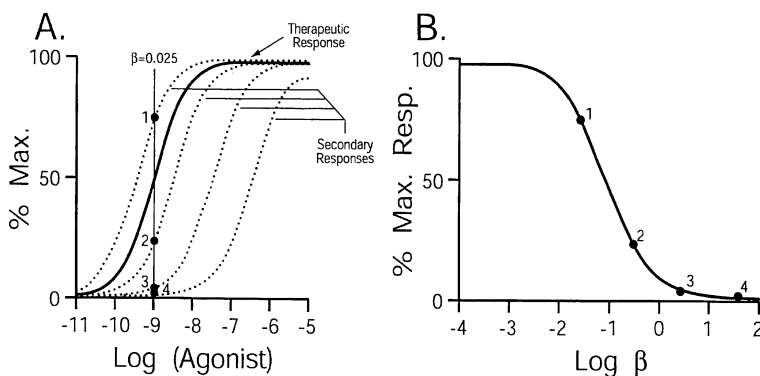 A.
Therapeutic
Response
β=0.025
100
50
0
% Max.
1
2
3
4
Secondary
Responses
-11 -10 -9 -8 -7 -6 -5
Log (Agonist)
B.
100
50
0
% Max. Resp.
1
2
3
4
-4 -3 -2 -1 0 1 2
Log β